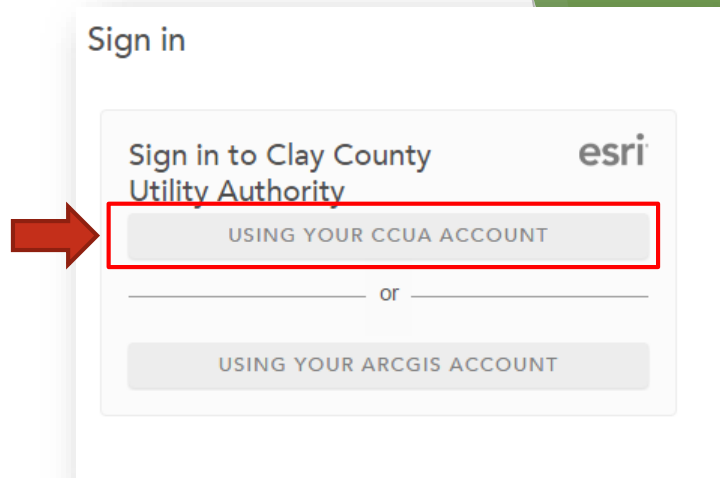 Sign in
Sign in to Clay County
Utility Authority
esri
USING YOUR CCUA ACCOUNT
or
USING YOUR ARCGIS ACCOUNT